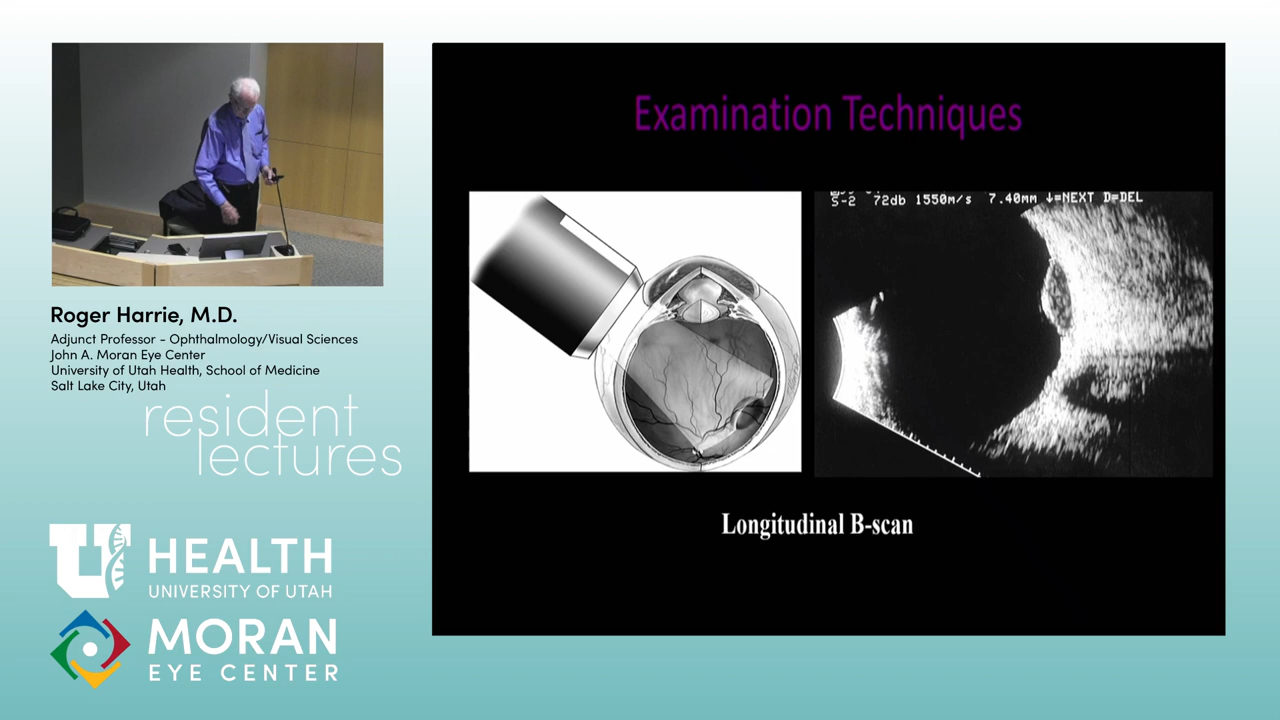 Examination Techniques
S-2 72db 1550m/s 7.40mm ↓=NEXT D=DEL
Longitudinal B-scan
Roger Harrie, M.D.
Adjunct Professor - Ophthalmology/Visual Sciences
John A. Moran Eye Center
University of Utah Health, School of Medicine
Salt Lake City, Utah
resident
lectures
U HEALTH
UNIVERSITY OF UTAH
MORAN
EYE CENTER